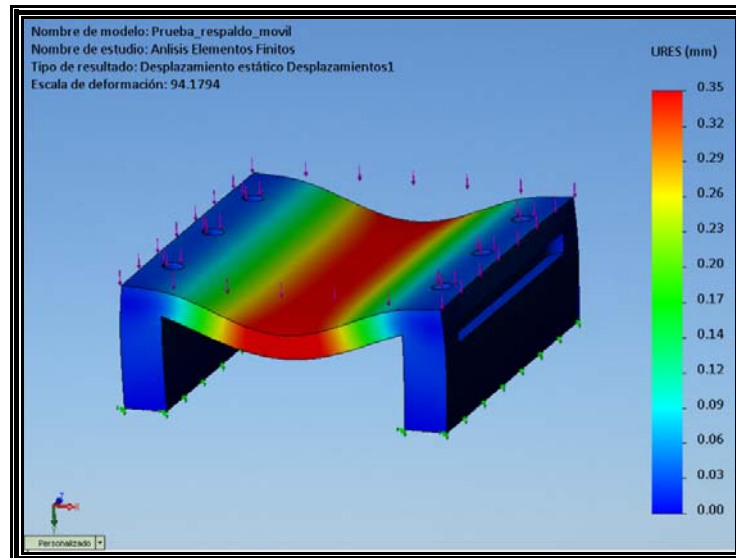 Nombre de modelo: Prueba_respaldo_movil
Nombre de estudio: Anlisis Elementos Finitos
Tipo de resultado: Desplazamiento estático Desplazamientos1
Escala de deformación: 94.1794
URES (mm)
0.35
0.32
0.29
0.26
0.23
0.20
0.17
0.15
0.12
0.09
0.06
0.03
0.00
Personalizado